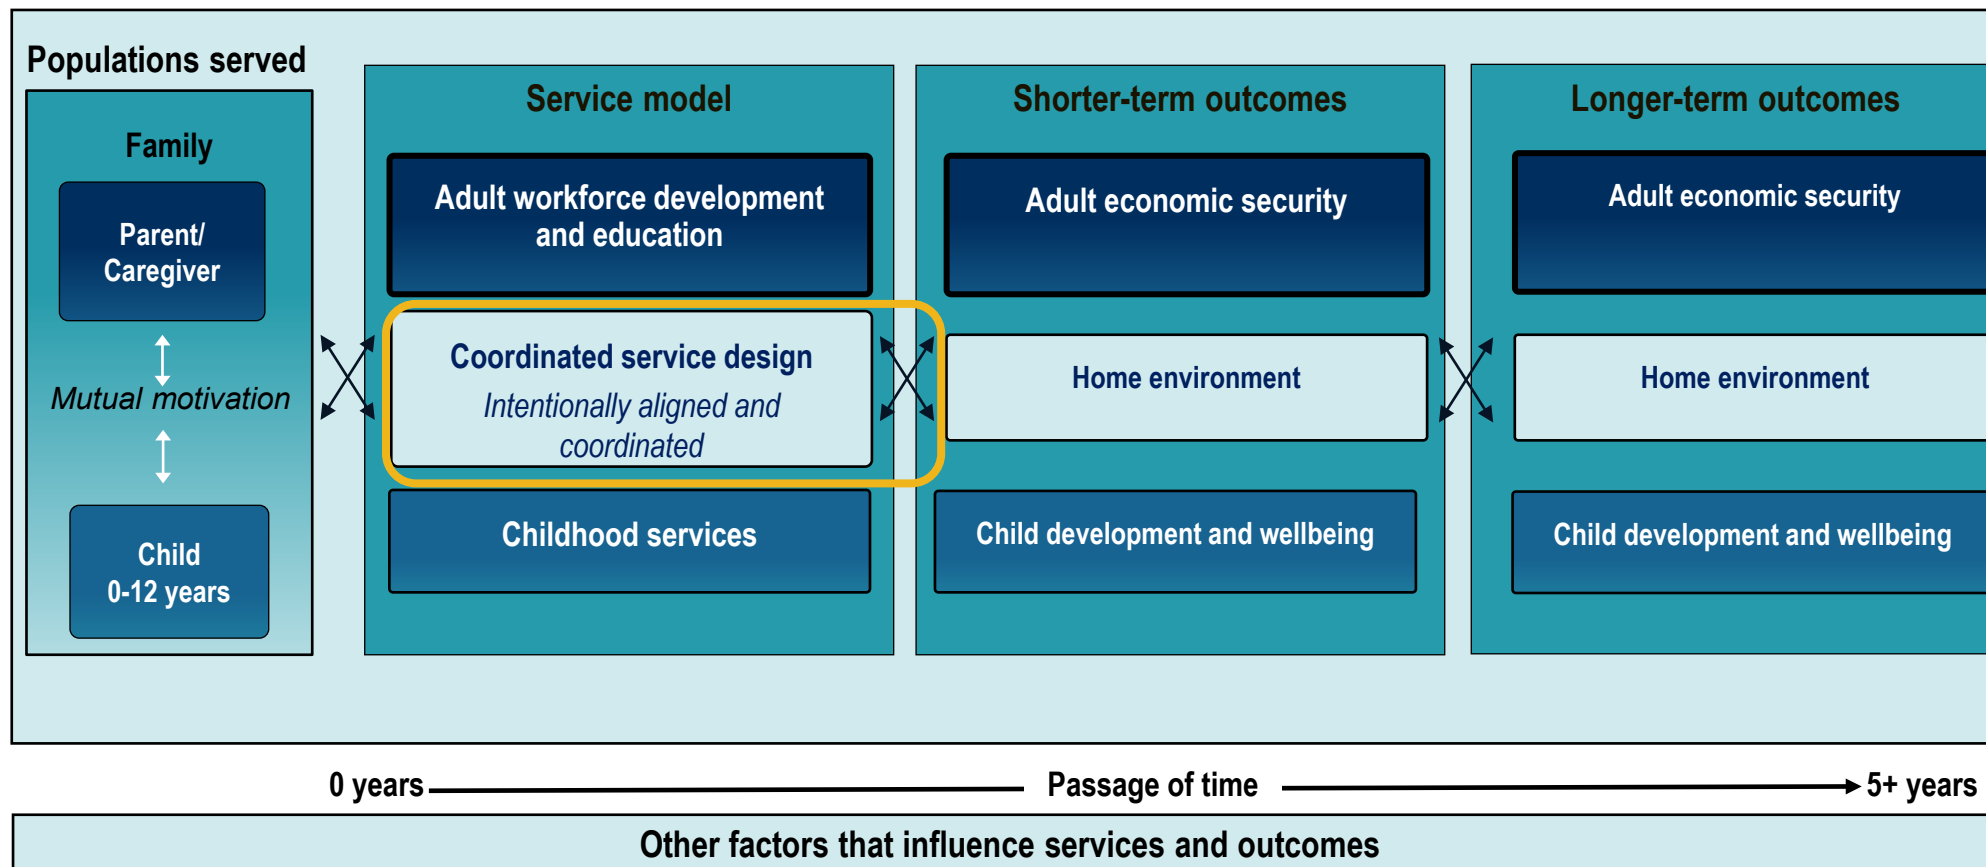 Populations served
Family
Parent/
Caregiver
Mutual motivation
Child
0-12 years
Service model
Adult workforce development
and education
Coordinated service design
Intentionally aligned and
coordinated
Childhood services
Shorter-term outcomes
Adult economic security
Home environment
Child development and wellbeing
Longer-term outcomes
Adult economic security
Home environment
Child development and wellbeing
0 years
Passage of time
5+ years
Other factors that influence services and outcomes